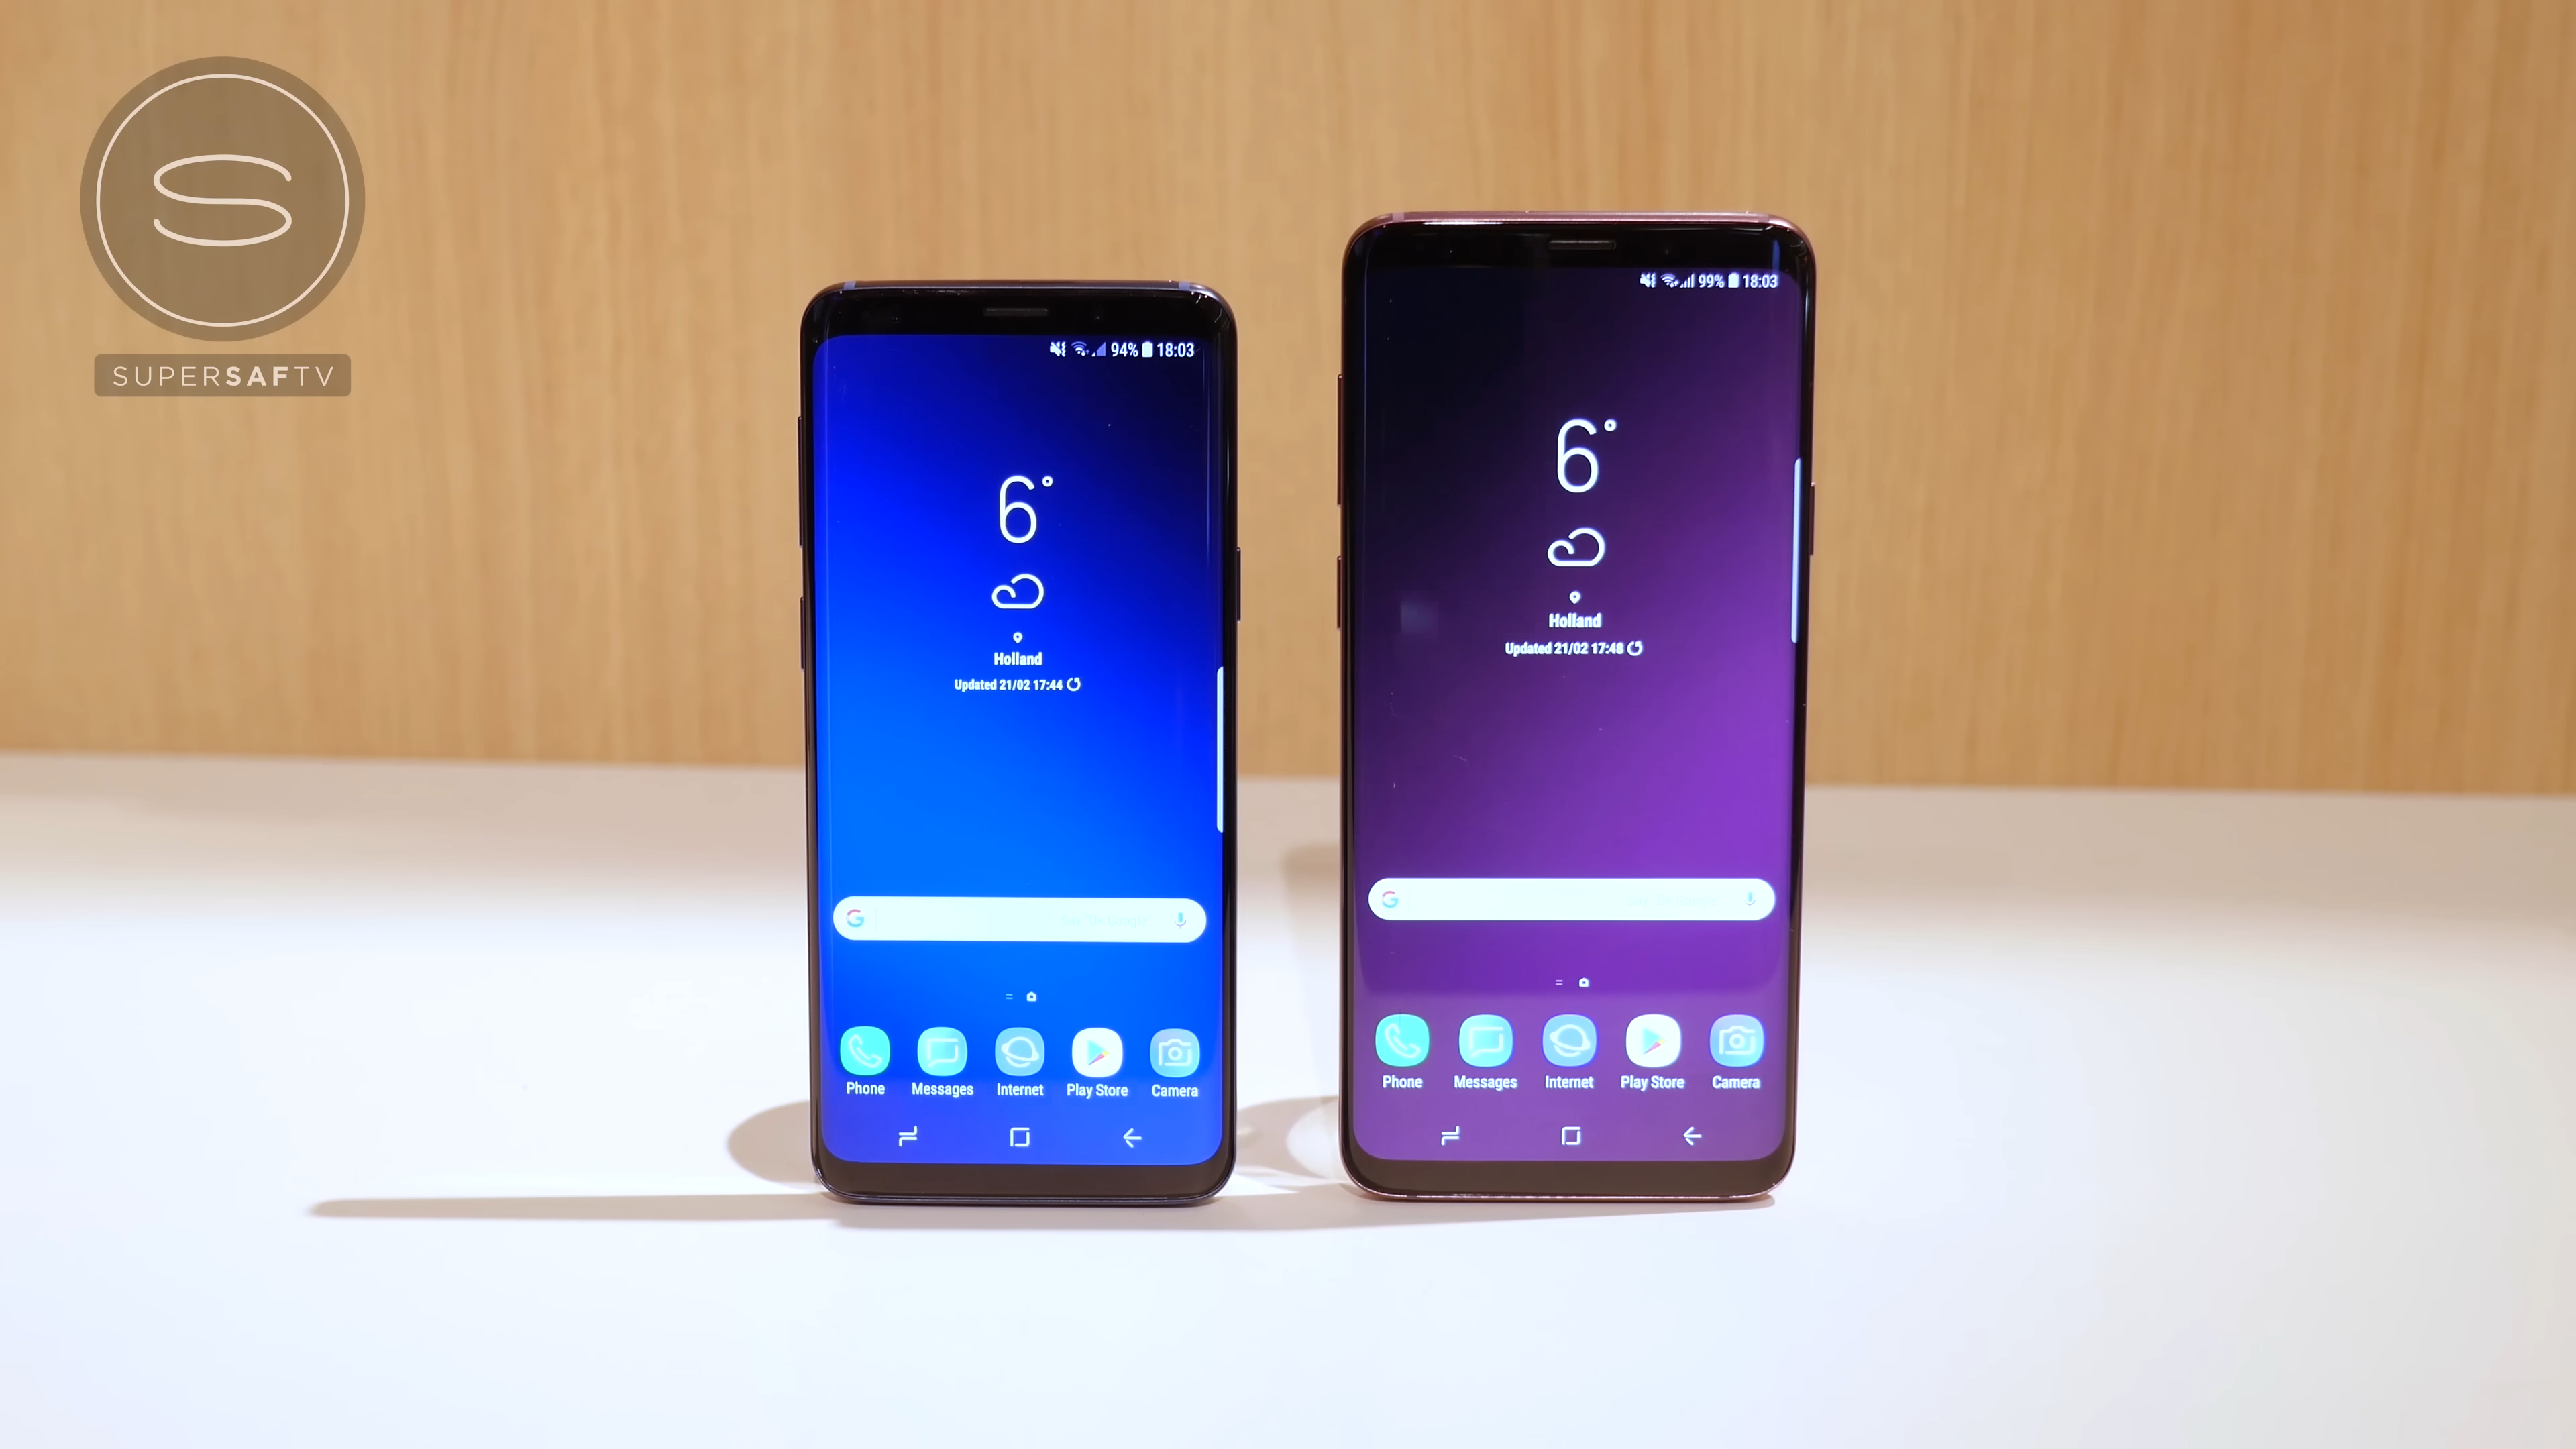 S
SUPERSAFTV
94% 18:03
6°
Holland
Updated 21/02 17:44
G
Phone Messages Internet Play Store Camera
99% 18:03
6°
Holland
Updated 21/02 17:48
G
Phone Messages Internet Play Store Camera